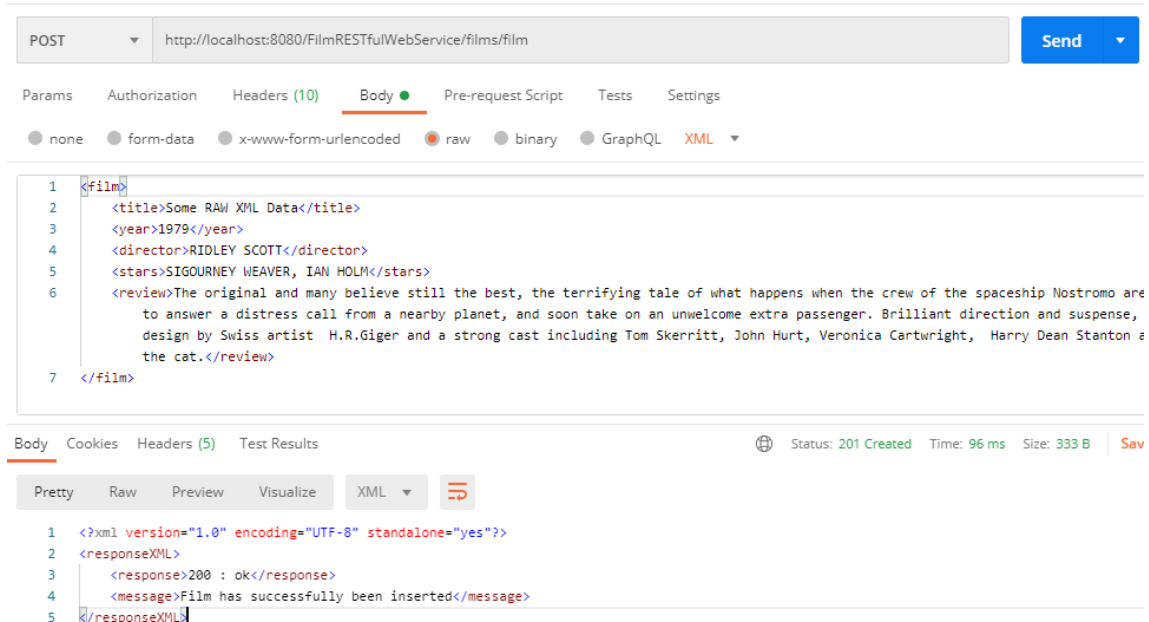 POST http://localhost:8080/FilmRESTfulWebService/films/film Send
Params Authorization Headers (10) Body Pre-request Script Tests Settings
none form-data x-www-form-urlencoded raw binary GraphQL XML
1 <film>
2 <title>Some RAW XML Data</title>
3 <year>1979</year>
4 <director>RIDLEY SCOTT</director>
5 <stars>SIGOURNEY WEAVER, IAN HOLM</stars>
6 <review>The original and many believe still the best, the terrifying tale of what happens when the crew of the spaceship Nostromo are
to answer a distress call from a nearby planet, and soon take on an unwelcome extra passenger. Brilliant direction and suspense,
design by Swiss artist  H.R.Giger and a strong cast including Tom Skerritt, John Hurt, Veronica Cartwright,  Harry Dean Stanton
the cat.</review>
7 </film>
Body Cookies Headers (5) Test Results Status: 201 Created Time: 96 ms Size: 333 B Sav
Pretty Raw Preview Visualize XML
1 <?xml version="1.0" encoding="UTF-8" standalone="yes"?>
2 <responseXML>
3 <response>200 : ok</response>
4 <message>Film has successfully been inserted</message>
5 </responseXML>